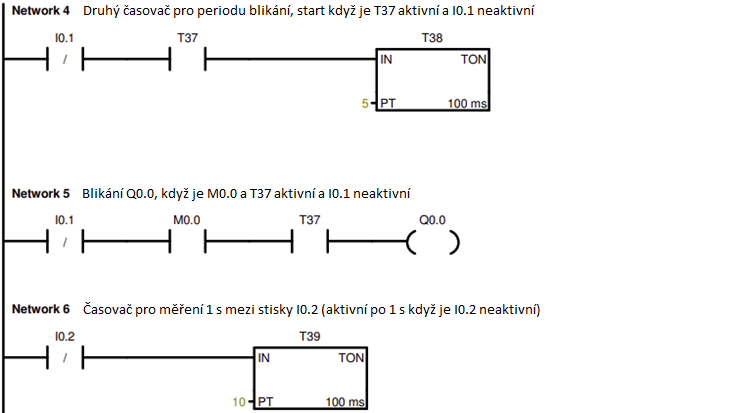 Network 4 Druhý časovač pro periodu blikání, start když je T37 aktivní a I0.1 neaktivní
I0.1 T37 T38
/ IN TON
5 PT 100 ms
Network 5 Blikání Q0.0, když je M0.0 a T37 aktivní a I0.1 neaktivní
I0.1 M0.0 T37 Q0.0
/
Network 6 Časovač pro měření 1 s mezi stisky I0.2 (aktivní po 1 s když je I0.2 neaktivní)
I0.2 T39
/ IN TON
10 PT 100 ms